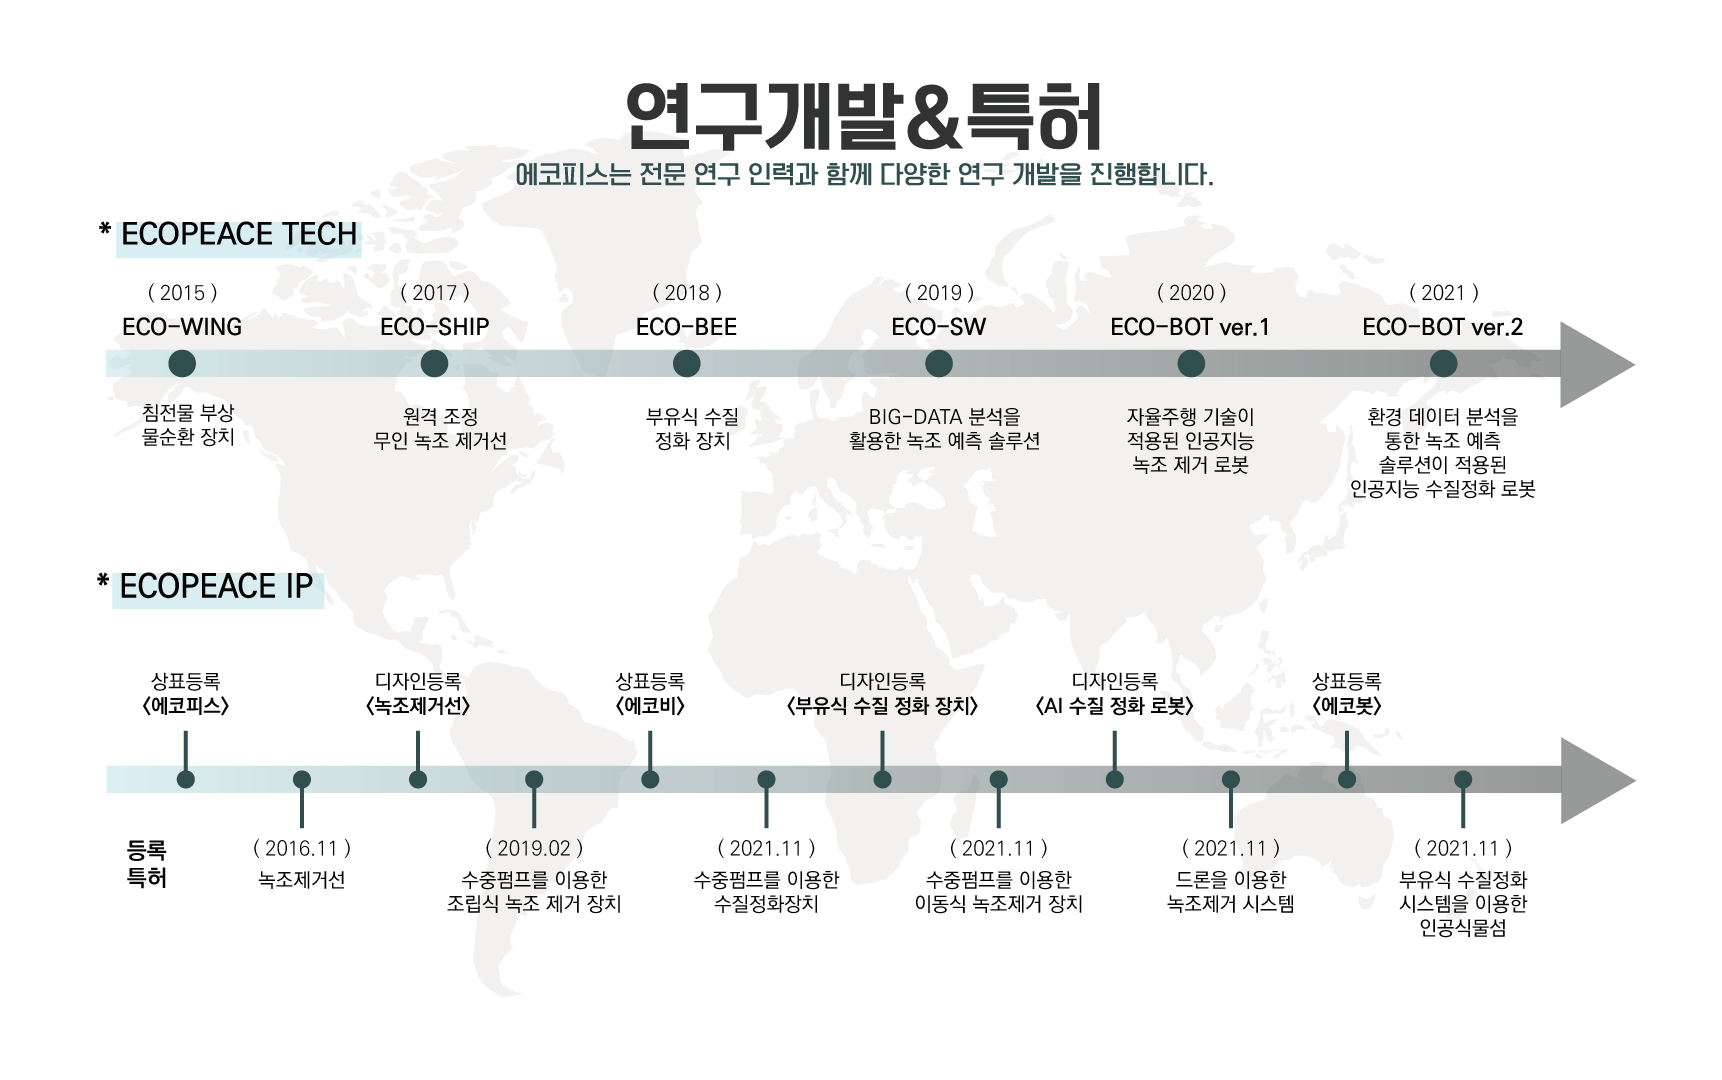 연구개발&특허
에코피스는 전문 연구 인력과 함께 다양한 연구 개발을 진행합니다.
* ECOPEACE TECH
( 2015 )
ECO-WING
침전물 부상
물순환 장치
( 2017 )
ECO-SHIP
원격 조정
무인 녹조 제거선
( 2018 )
ECO-BEE
부유식 수질
정화 장치
( 2019 )
ECO-SW
BIG-DATA 분석을
활용한 녹조 예측 솔루션
( 2020 )
ECO-BOT ver.1
자율주행 기술이
적용된 인공지능
녹조 제거 로봇
( 2021 )
ECO-BOT ver.2
환경 데이터 분석을
통한 녹조 예측
솔루션이 적용된
인공지능 수질정화 로봇
* ECOPEACE IP
상표등록
〈에코피스〉
디자인등록
〈녹조제거선〉
상표등록
〈에코비〉
디자인등록
〈부유식 수질 정화 장치〉
디자인등록
〈AI 수질 정화 로봇〉
상표등록
〈에코봇〉
등록
특허
( 2016.11 )
녹조제거선
( 2019.02 )
수중펌프를 이용한
조립식 녹조 제거 장치
( 2021.11 )
수중펌프를 이용한
수질정화장치
( 2021.11 )
수중펌프를 이용한
이동식 녹조제거 장치
( 2021.11 )
드론을 이용한
녹조제거 시스템
( 2021.11 )
부유식 수질정화
시스템을 이용한
인공식물섬